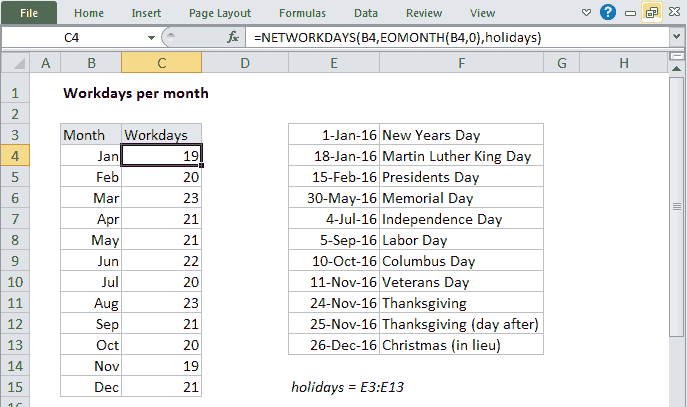 File Home Insert Page Layout Formulas Data Review View
C4 fx =NETWORKDAYS(B4,EOMONTH(B4,0),holidays)
A B C D E F G H
1 Workdays per month
2
3 Month Workdays 1-Jan-16 New Years Day
4 Jan 19 18-Jan-16 Martin Luther King Day
5 Feb 20 15-Feb-16 Presidents Day
6 Mar 23 30-May-16 Memorial Day
7 Apr 21 4-Jul-16 Independence Day
8 May 21 5-Sep-16 Labor Day
9 Jun 22 10-Oct-16 Columbus Day
10 Jul 20 11-Nov-16 Veterans Day
11 Aug 23 24-Nov-16 Thanksgiving
12 Sep 21 25-Nov-16 Thanksgiving (day after)
13 Oct 20 26-Dec-16 Christmas (in lieu)
14 Nov 19
15 Dec 21 holidays = E3:E13